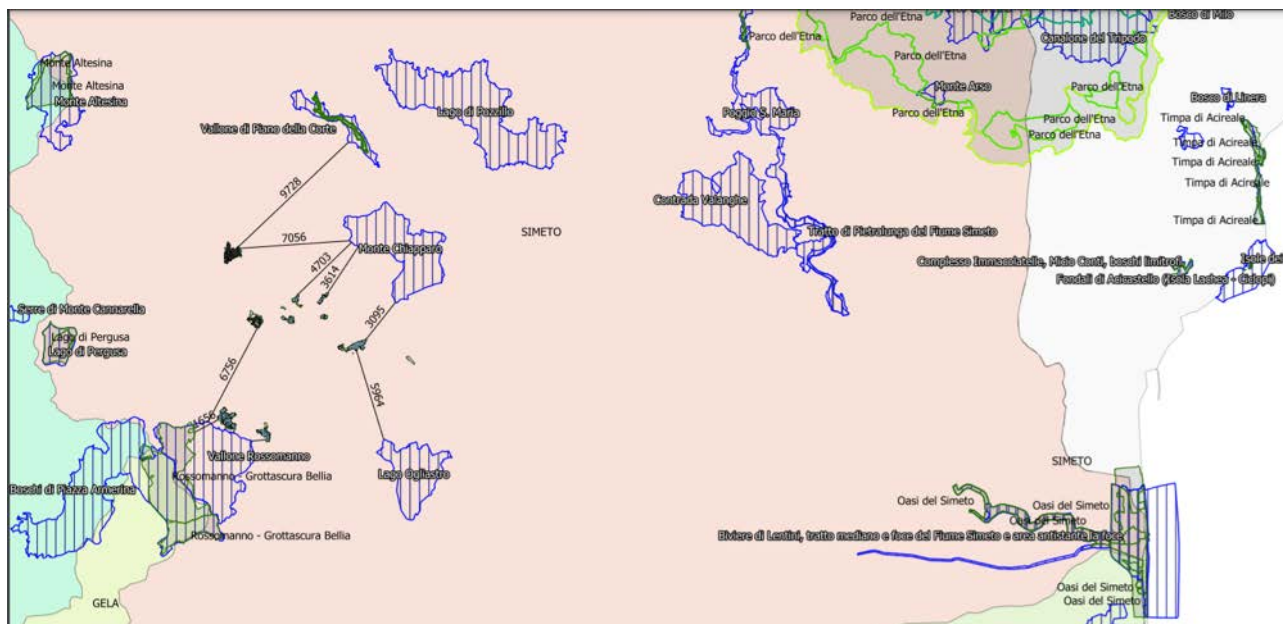 Parco dell'Etna
Bosco di Milo
Parco dell'Etna
Canalone del Tripodo
Monte Altesina
Parco dell'Etna
Monte Altesina
Monte Arso
Parco dell'Etna
Monte Altesina
Bosco di Linera
Lago di Pozzillo
Poggio S. Maria
Parco dell'Etna
Parco dell'Etna
Timpa di Acireale
Vallone di Piano della Corte
Parco dell'Etna
Timpa di Acireale
Timpa di Acireale
Timpa di Acireale
9728
Contrada Valanghe
Timpa di Acireale
SIMETO
Tratto di Pietralunga del Fiume Simeto
7056
Monte Chiapparo
4703
3614
Complesso Immacolatelle, Micio Conti, boschi limitrofi
Isole dei
Fondali di Acicastello (Isola Lachea - Ciclopi)
Serre di Monte Cannarella
3095
Lago di Pergusa
Lago di Pergusa
6756
5964
1656
Vallone Rossomanno
SIMETO
Rossomanno - Grottascura Bellia
Lago Ogliastro
Boschi di Piazza Armerina
Oasi del Simeto
Oasi del Simeto
Oasi del Simeto
Rossomanno - Grottascura Bellia
Biviere di Lentini, tratto mediano e foce del Fiume Simeto e area antistante la foce
Oasi del Simeto
GELA
Oasi del Simeto